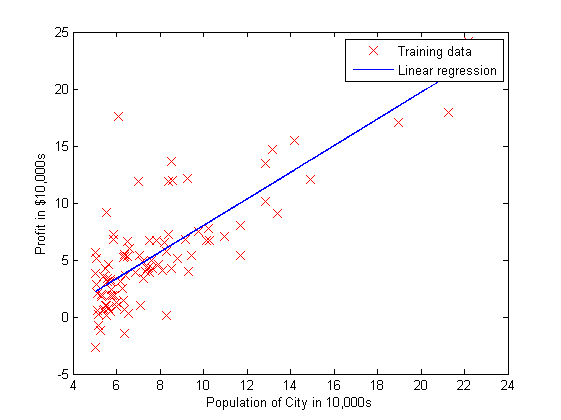 25
20
15
10
5
0
-5
Profit in $10,000s
Training data
Linear regression
4 6 8 10 12 14 16 18 20 22 24
Population of City in 10,000s